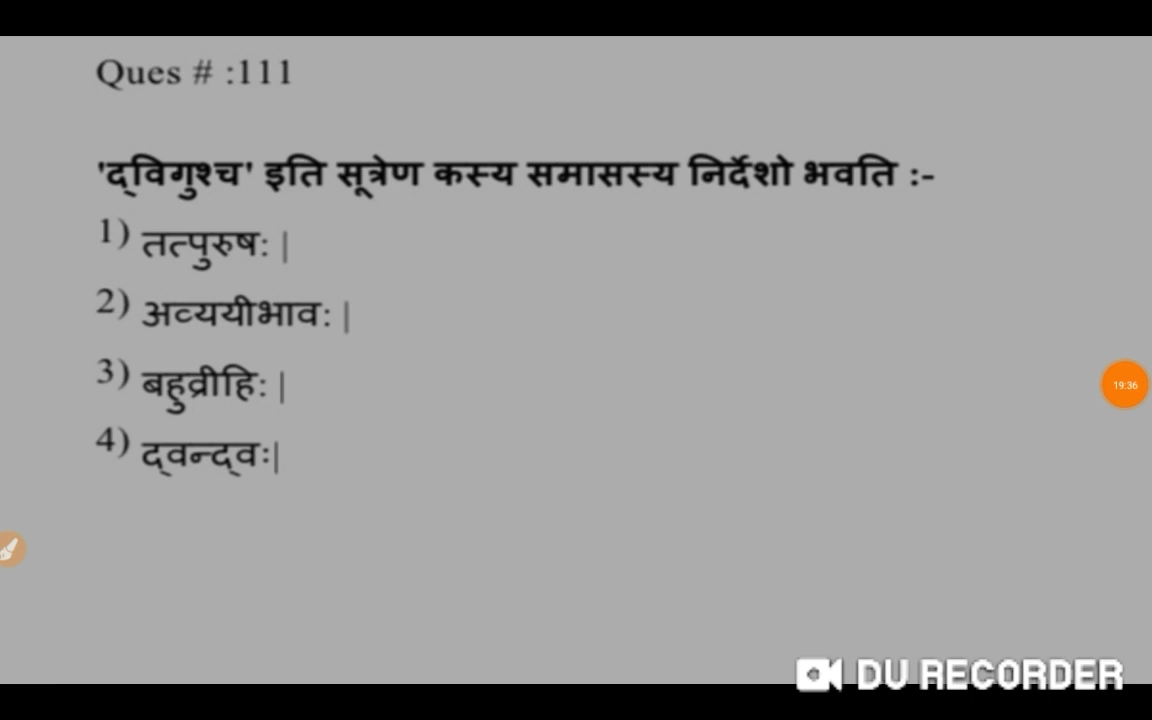 Ques # :111
'द्विगुश्च' इति सूत्रेण कस्य समासस्य निर्देशो भवति :-
1) तत्पुरुषः |
2) अव्ययीभावः |
3) बहुव्रीहिः |
4) द्वन्द्वः|
19:36
DU RECORDER